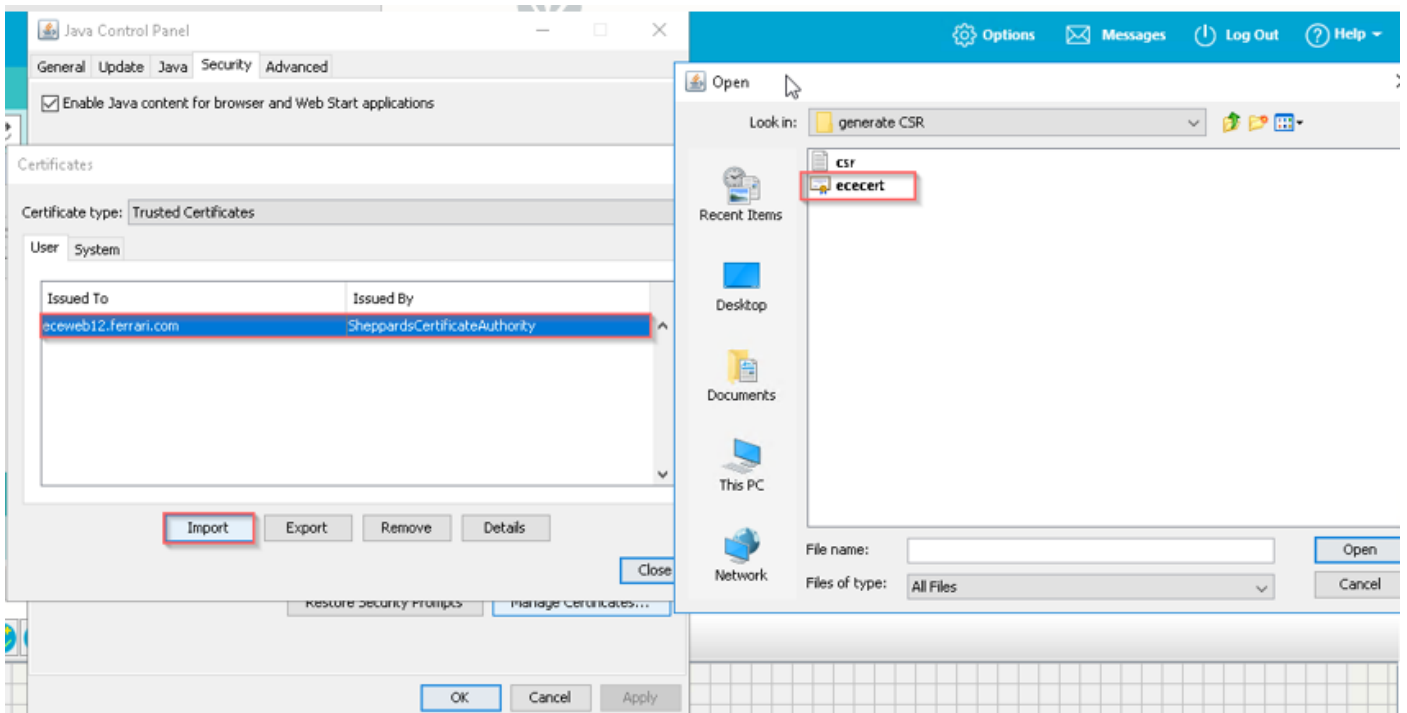 Java Control Panel
General Update Java Security Advanced
Enable Java content for browser and Web Start applications
Certificates
Certificate type: Trusted Certificates
User System
Issued To Issued By
eceweb12.ferrari.com SheppardsCertificateAuthority
Import Export Remove Details
Close
Restore Security Prompts Manage Certificates...
OK Cancel Apply
Options Messages Log Out ? Help
Open
Look in: generate CSR
csr
ececert
Recent Items
Desktop
Documents
This PC
Network
File name: Open
Files of type: All Files Cancel